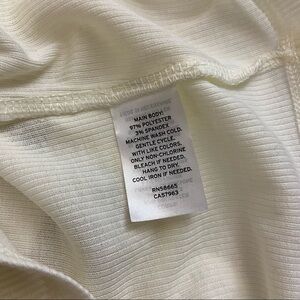 MAIN BODY:
97% POLYESTER
3% SPANDEX
MACHINE WASH COLD.
GENTLE CYCLE.
WITH LIKE COLORS.
ONLY NON-CHLORINE
BLEACH IF NEEDED.
HANG TO DRY.
COOL IRON IF NEEDED.
RN58665
CA57963